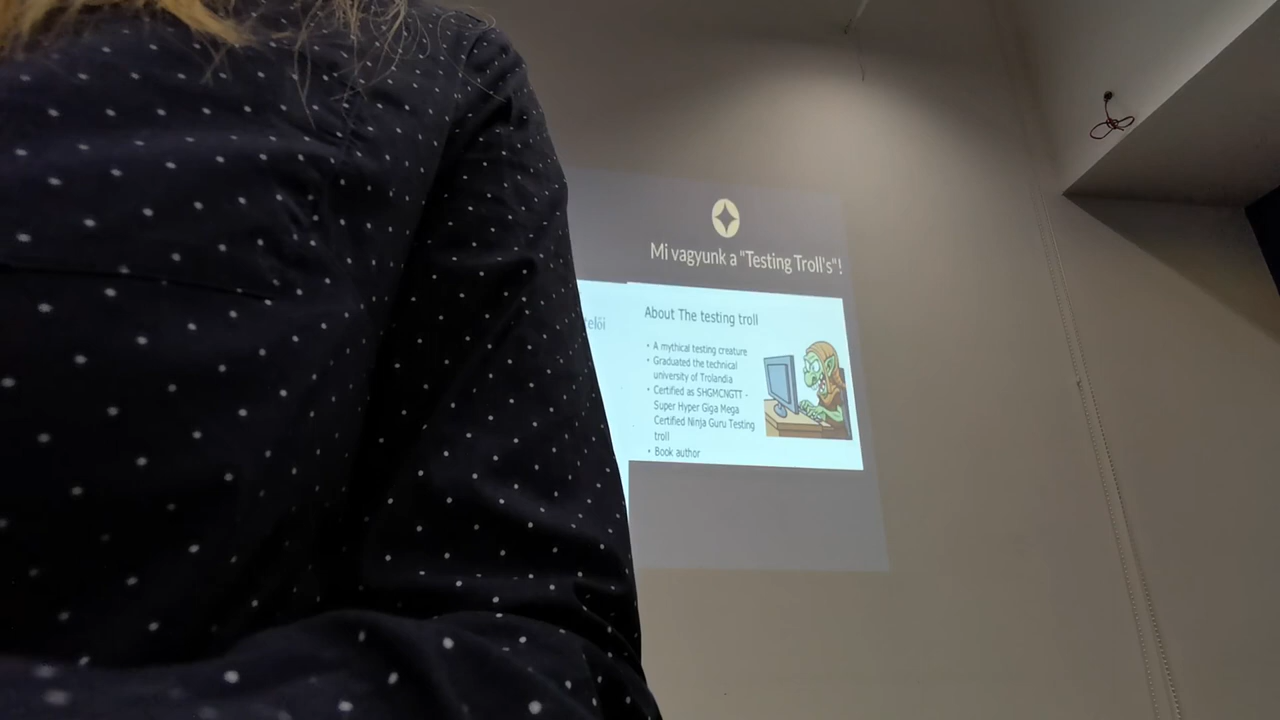 Mi vagyunk a "Testing Troll's"!
About The testing troll
• A mythical testing creature
• Graduated the technical
university of Trolandia
• Certified as SHGMCNGTT -
Super Hyper Giga Mega
Certified Ninja Guru Testing
troll
• Book author